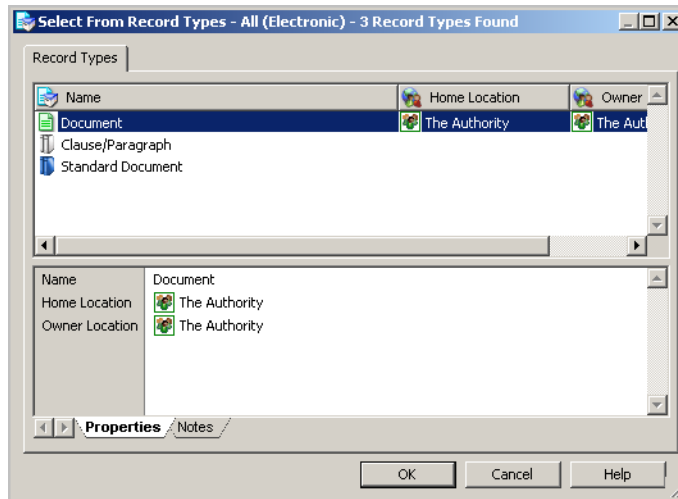 Select From Record Types - All (Electronic) - 3 Record Types Found
Record Types
Name Home Location Owner
Document The Authority The Aut
Clause/Paragraph
Standard Document
Name Document
Home Location The Authority
Owner Location The Authority
Properties Notes
OK Cancel Help